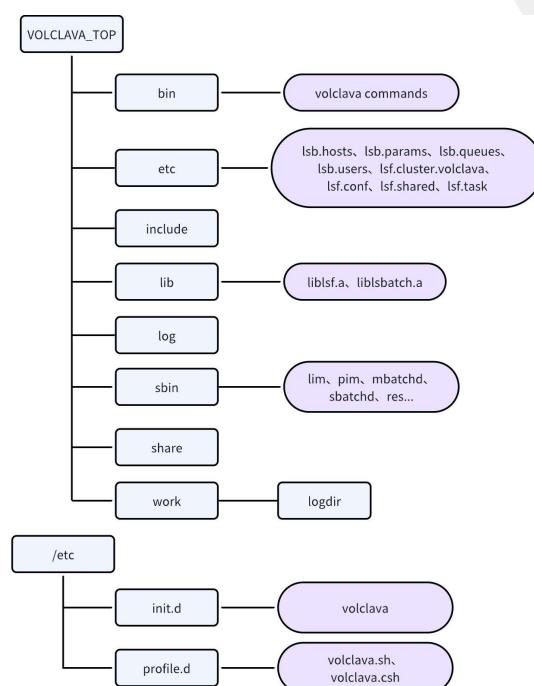 VOLCLAVA_TOP
bin
volclava commands
etc
lsb.hosts、lsb.params、lsb.queues、
lsb.users、lsf.cluster.volclava、
lsf.conf、lsf.shared、lsf.task
include
lib
liblsf.a、liblsbatch.a
log
sbin
lim、pim、mbatchd、
sbatchd、res...
share
work
logdir
/etc
init.d
volclava
profile.d
volclava.sh、
volclava.csh